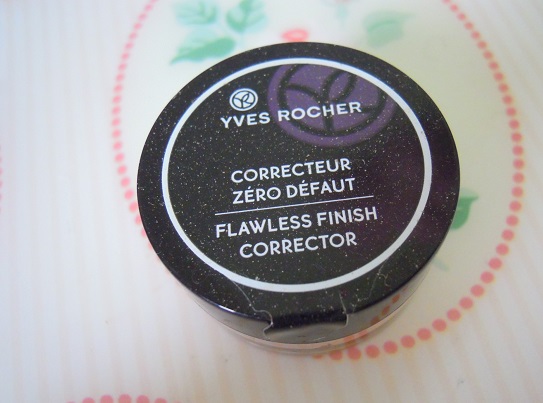 YVES ROCHER
CORRECTEUR
ZÉRO DÉFAUT
FLAWLESS FINISH
CORRECTOR